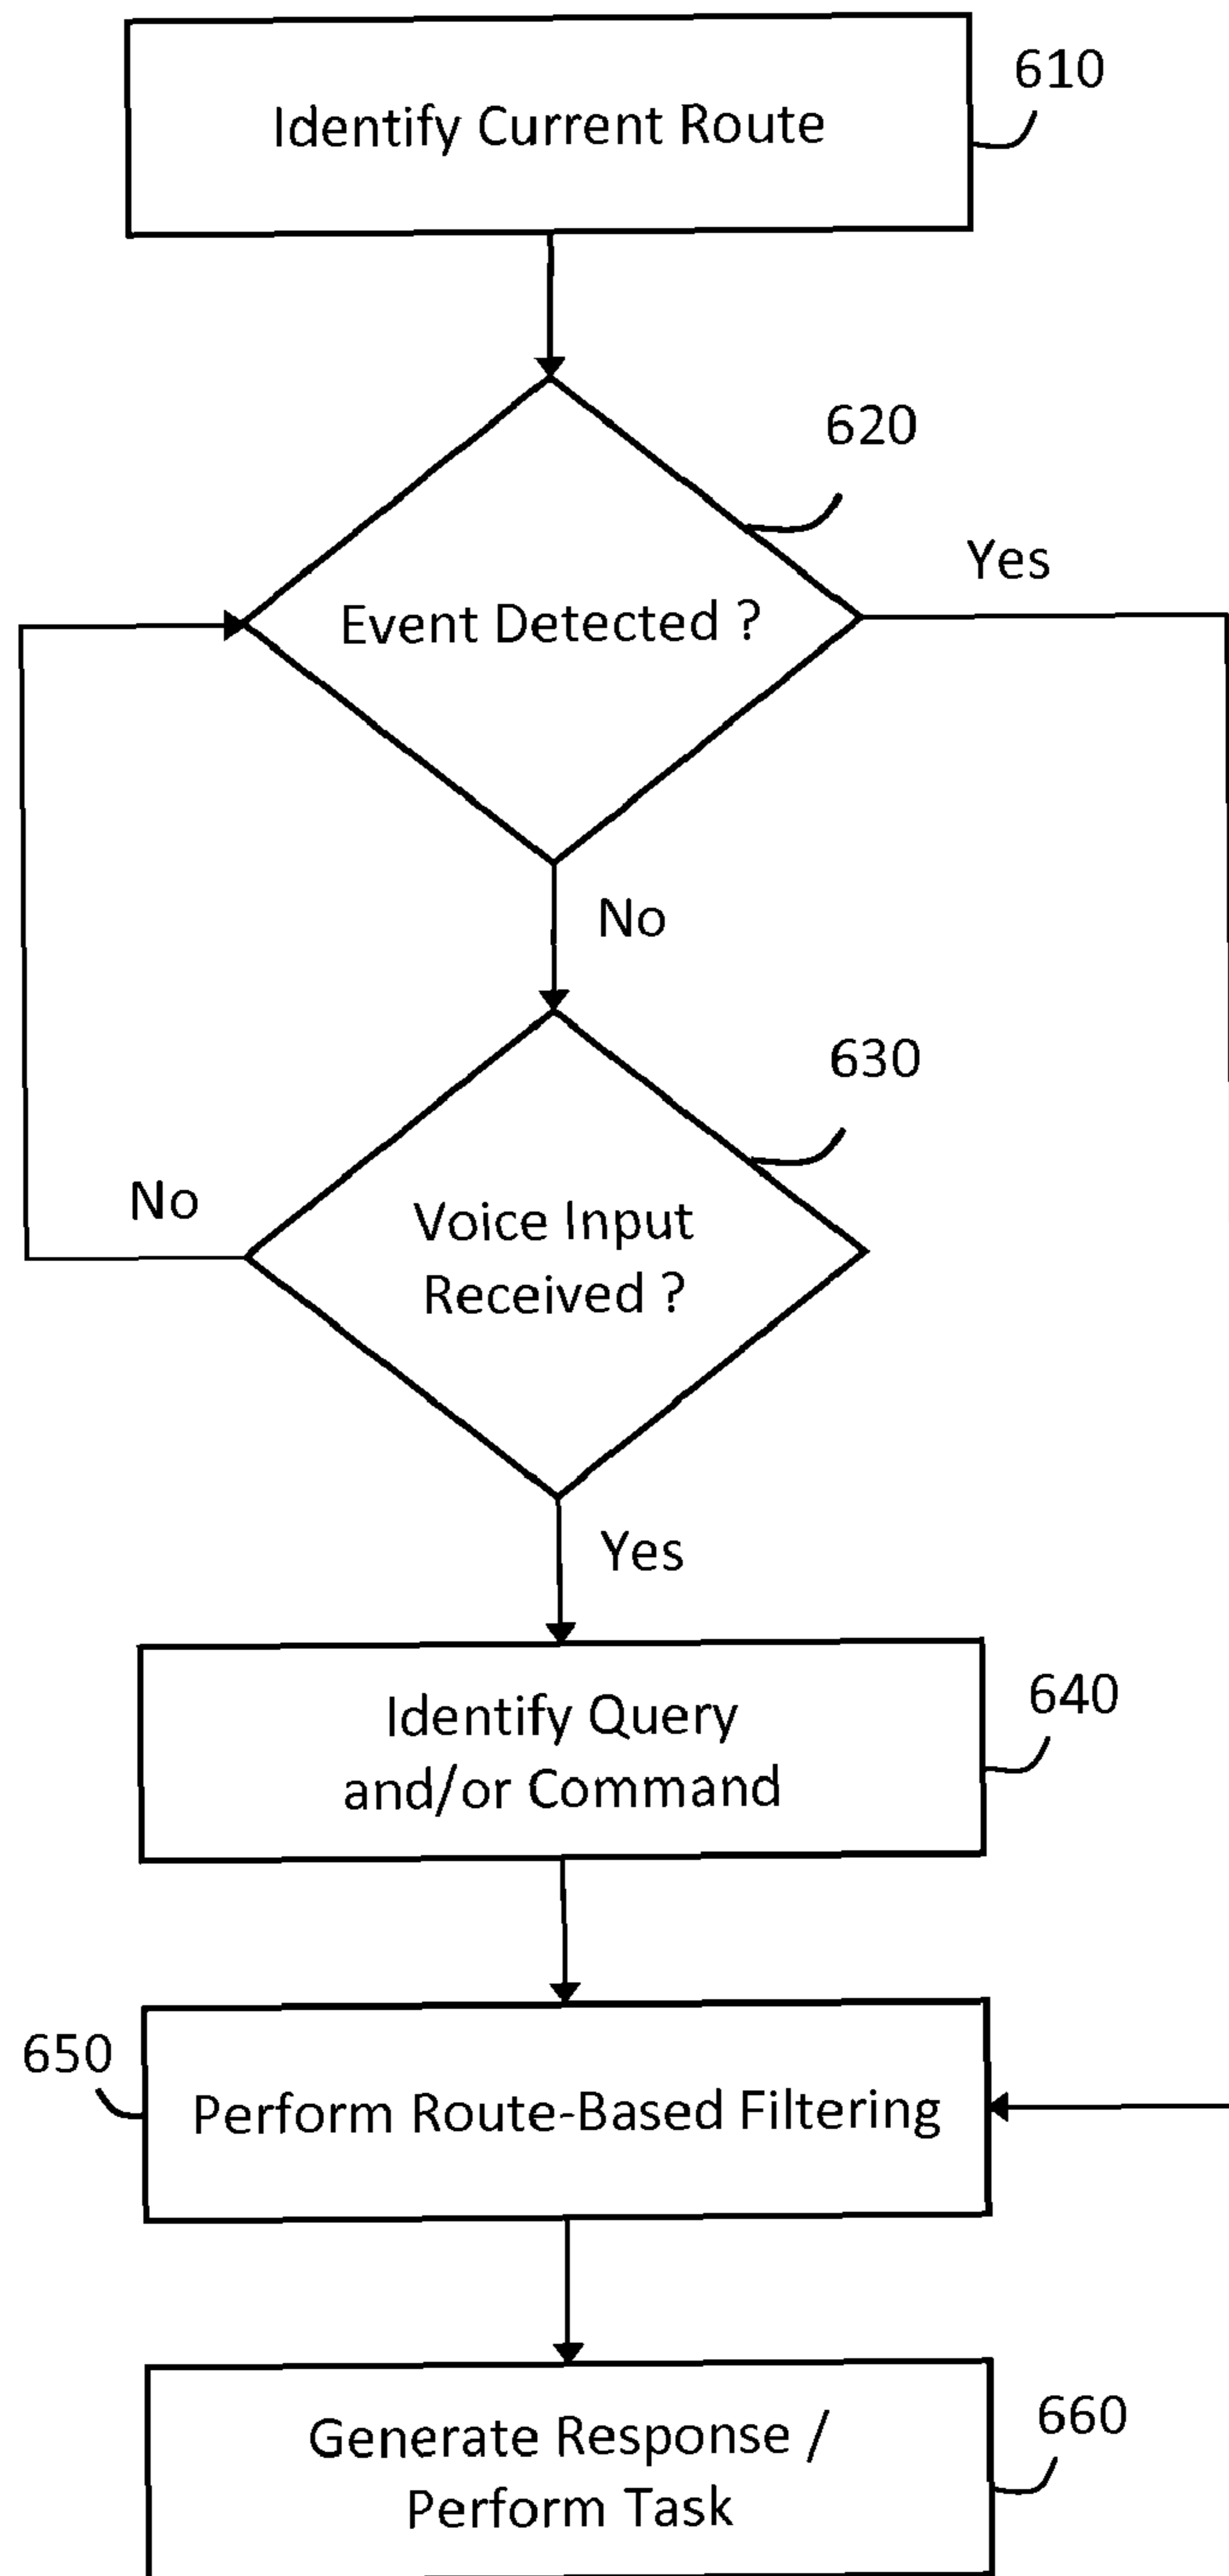 Identify Current Route
610
620
Yes
Event Detected ?
No
630
No
Voice Input
Received ?
Yes
Identify Query
and/or Command
640
650
Perform Route-Based Filtering
Generate Response /
Perform Task
660